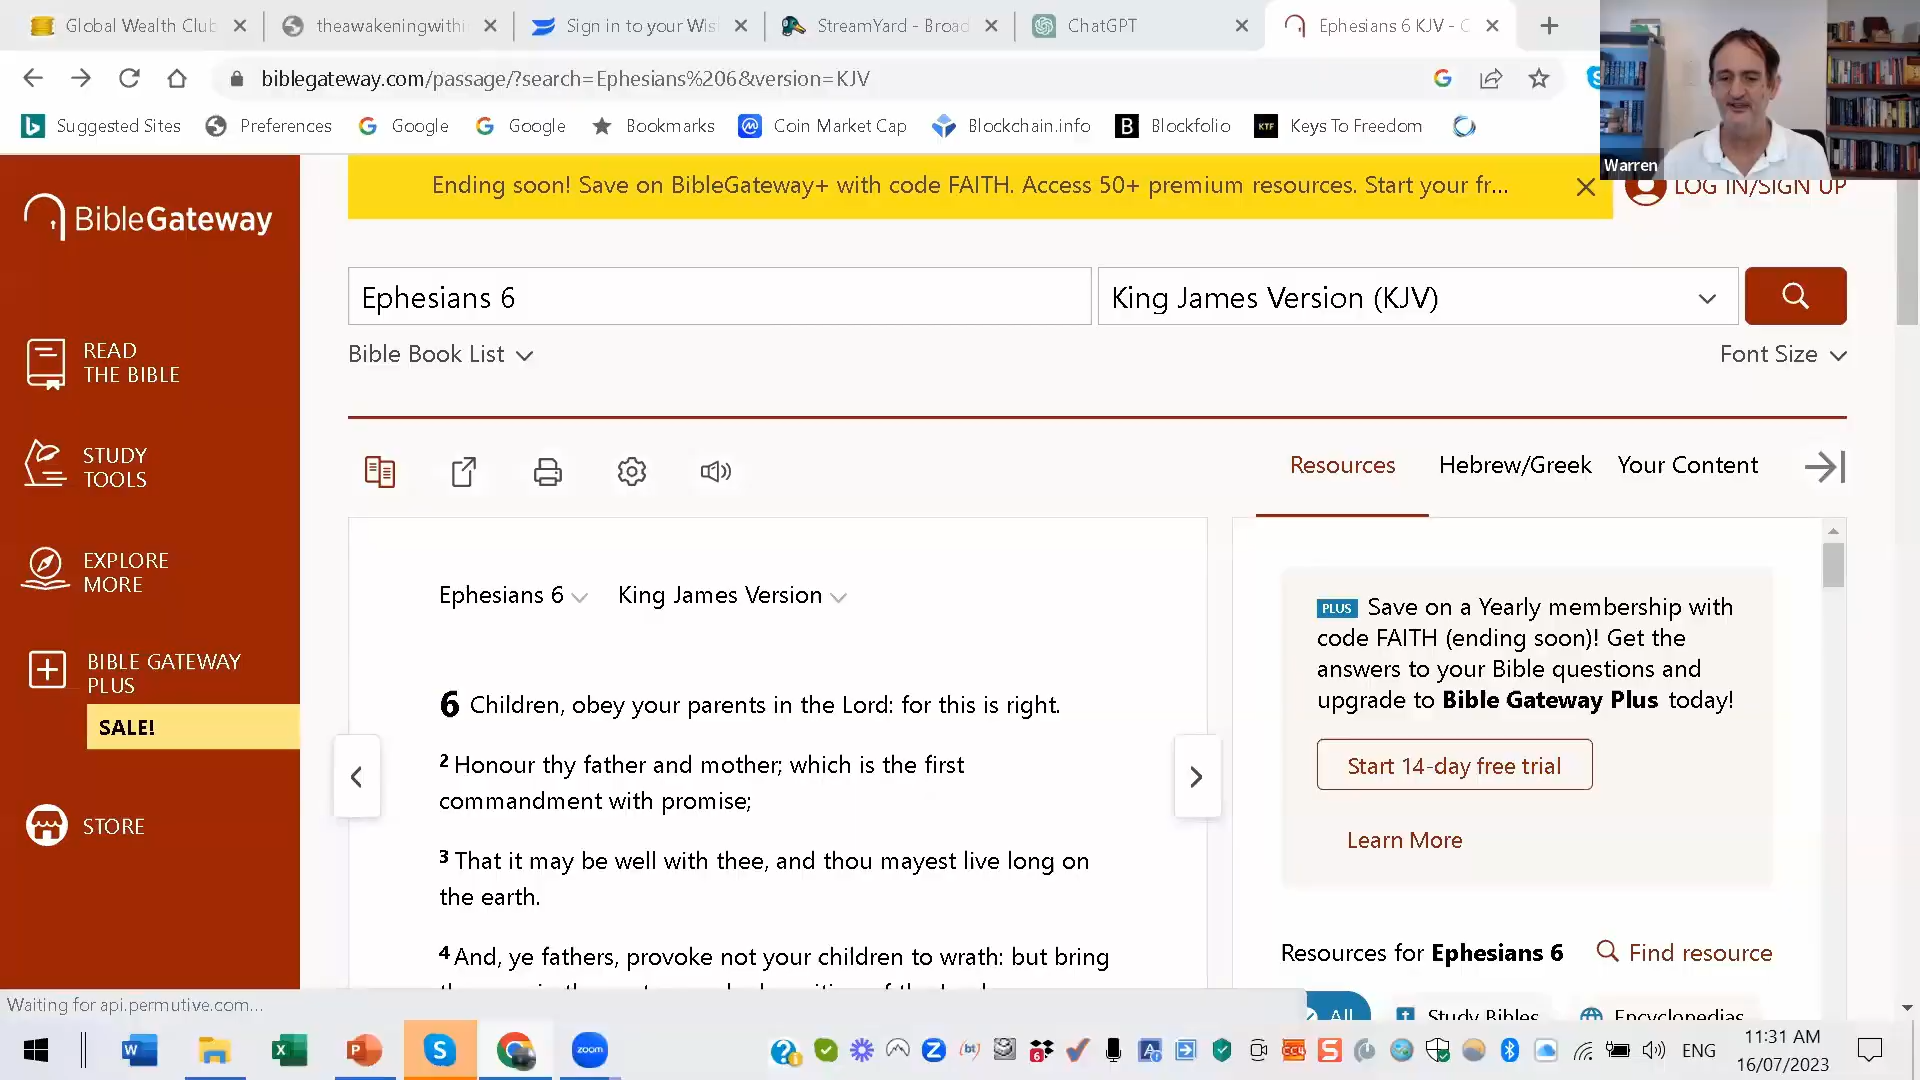 Global Wealth Club
theawakeningwithi
Sign in to your Wis
StreamYard - Broad
ChatGPT
Ephesians 6 KJV - C
biblegateway.com/passage/?search=Ephesians%206&version=KJV
Suggested Sites
Preferences
Google
Google
Bookmarks
Coin Market Cap
Blockchain.info
Blockfolio
KTF
Keys To Freedom
Warren
BibleGateway
Ending soon! Save on BibleGateway+ with code FAITH. Access 50+ premium resources. Start your fr...
LOG IN/SIGN UP
Ephesians 6
King James Version (KJV)
Bible Book List
Font Size
READ
THE BIBLE
STUDY
TOOLS
EXPLORE
MORE
BIBLE GATEWAY
PLUS
SALE!
STORE
Resources
Hebrew/Greek
Your Content
Ephesians 6
King James Version
6 Children, obey your parents in the Lord: for this is right.
2 Honour thy father and mother; which is the first
commandment with promise;
3 That it may be well with thee, and thou mayest live long on
the earth.
4 And, ye fathers, provoke not your children to wrath: but bring
PLUS Save on a Yearly membership with
code FAITH (ending soon)! Get the
answers to your Bible questions and
upgrade to Bible Gateway Plus today!
Start 14-day free trial
Learn More
Resources for Ephesians 6
Find resource
All
Study Bibles
Encyclopedias
Waiting for api.permutive.com...
zoom
ENG
11:31 AM
16/07/2023